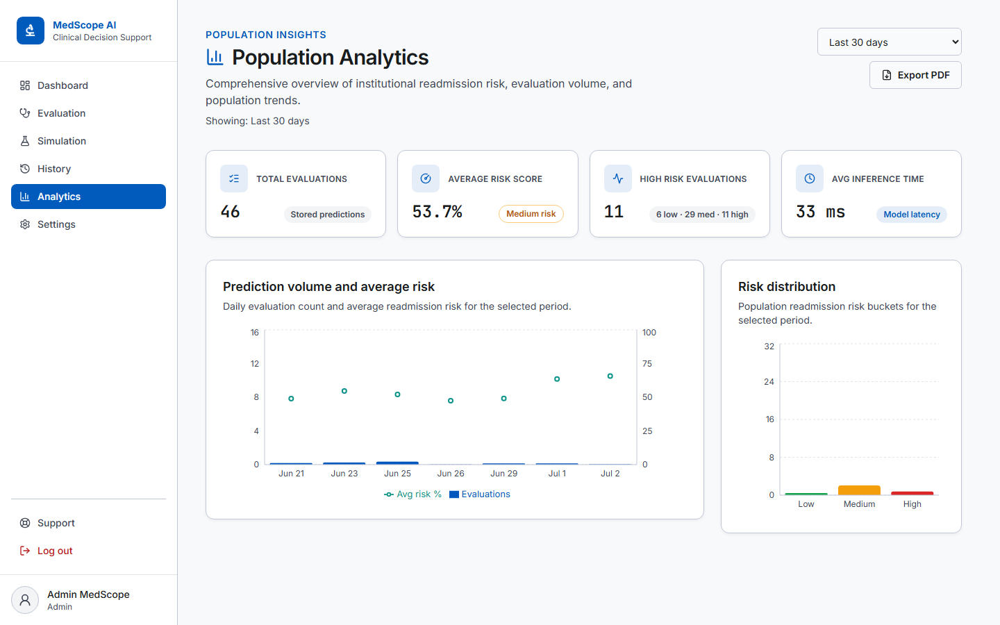 MedScope AI
Clinical Decision Support
Dashboard
Evaluation
Simulation
History
Analytics
Settings
Support
Log out
Admin MedScope
Admin
POPULATION INSIGHTS
Population Analytics
Comprehensive overview of institutional readmission risk, evaluation volume, and
population trends.
Showing: Last 30 days
Last 30 days
Export PDF
TOTAL EVALUATIONS
46
Stored predictions
AVERAGE RISK SCORE
53.7%
Medium risk
HIGH RISK EVALUATIONS
11
6 low · 29 med · 11 high
AVG INFERENCE TIME
33 ms
Model latency
Prediction volume and average risk
Daily evaluation count and average readmission risk for the selected period.
16
12
8
4
0
100
75
50
25
0
Jun 21 Jun 23 Jun 25 Jun 26 Jun 29 Jul 1 Jul 2
Avg risk % Evaluations
Risk distribution
Population readmission risk buckets for the
selected period.
32
24
16
8
0
Low Medium High